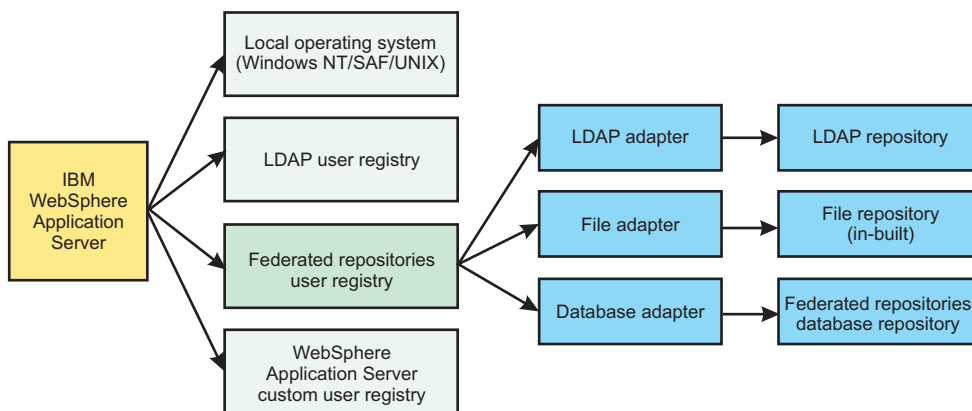 IBM
WebSphere
Application
Server
Local operating system
(Windows NT/SAF/UNIX)
LDAP user registry
Federated repositories
user registry
WebSphere
Application Server
custom user registry
LDAP adapter
File adapter
Database adapter
LDAP repository
File repository
(in-built)
Federated repositories
database repository